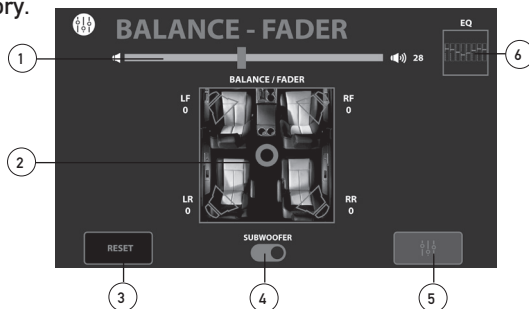 ory.
BALANCE - FADER
EQ
1
28
6
BALANCE / FADER
LF
0
RF
0
2
LR
0
RR
0
RESET
SUBWOOFER
3
4
5